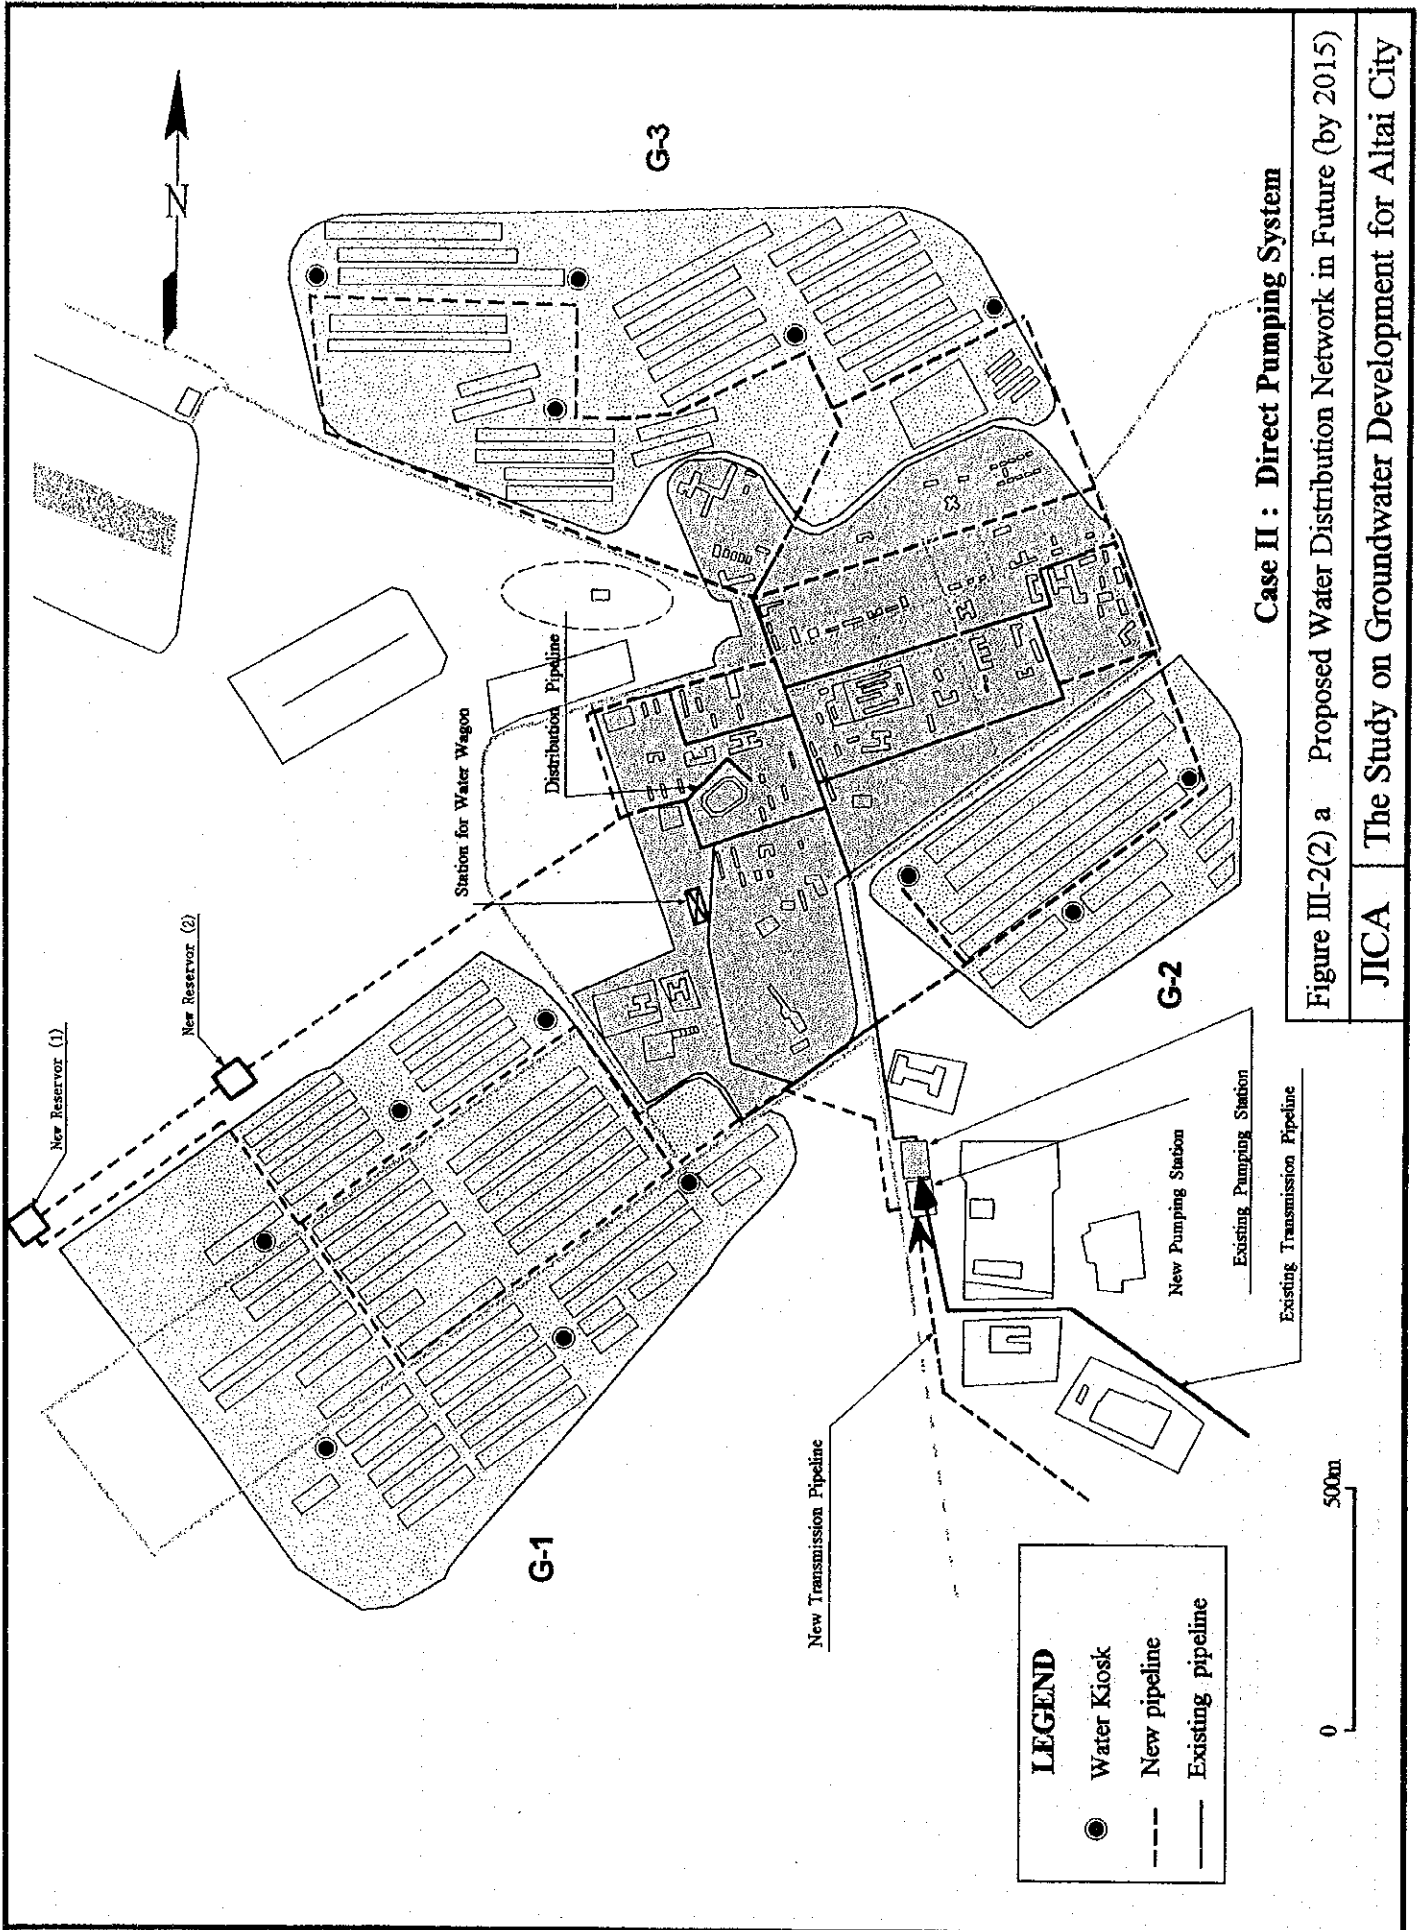 N
G-3
New Reservor (1)
New Reservor (2)
Station for Water Wagon
Distribution Pipeline
G-1
G-2
New Transmission Pipeline
New Pumping Station
Existing Pumping Station
Existing Transmission Pipeline
LEGEND
Water Kiosk
New pipeline
Existing pipeline
0 500m
Case II : Direct Pumping System
Figure III-2(2) a Proposed Water Distribution Network in Future (by 2015)
JICA The Study on Groundwater Development for Altai City